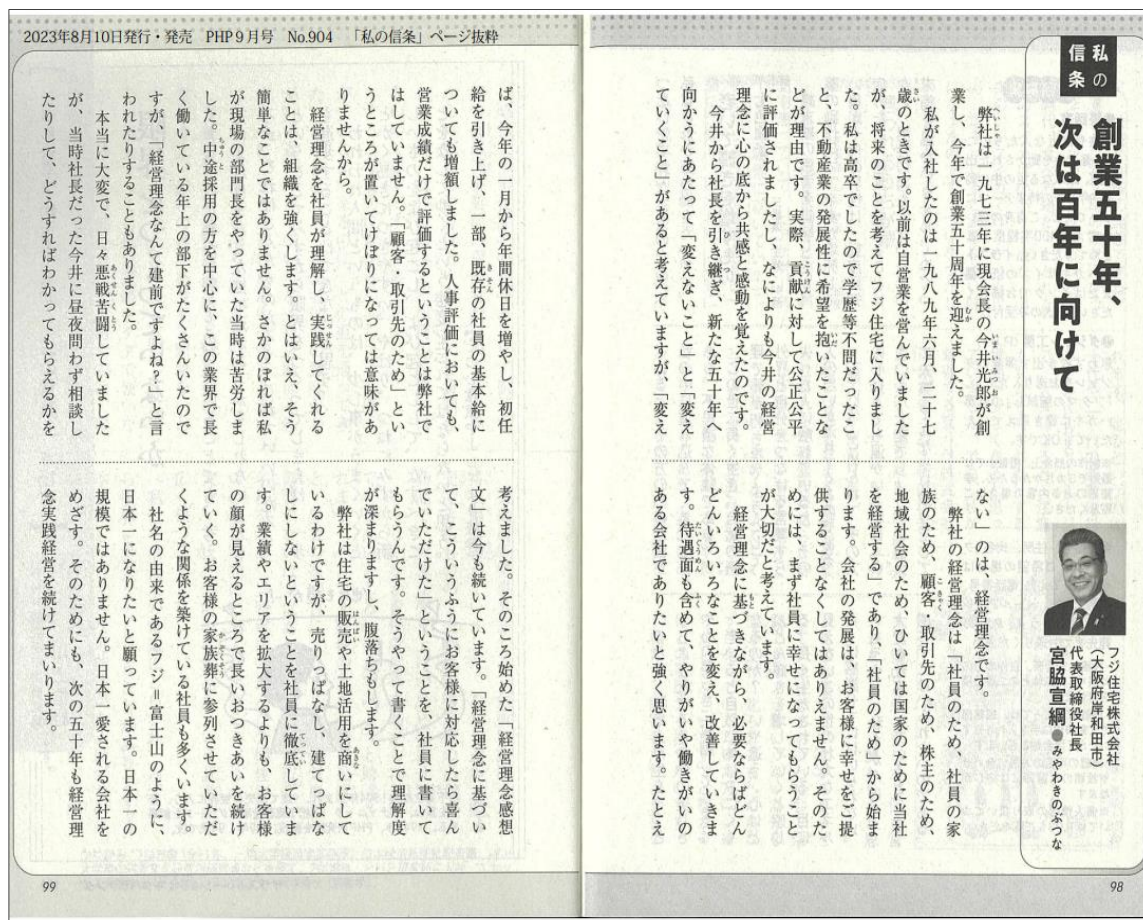 2023年8月10日発行・発売　PHP9月号　No.904　「私の信条」ページ抜粋
私の
信条
創業五十年、
次は百年に向けて
フジ住宅株式会社
(大阪府岸和田市)
代表取締役社長
宮脇宣綱●みやわきのぶつな
弊社は一九七三年に現会長の今井光郎が創
業し、今年で創業五十周年を迎えました。
私が入社したのは一九八九年六月、二十七
歳のときです。以前は自営業を営んでいました
が、将来のことを考えてフジ住宅に入りまし
た。私は高卒でしたので学歴等不問だったこ
と、不動産業の発展性に希望を抱いたことな
どが理由です。実際、貢献に対して公正公平
に評価されましたし、なによりも今井の経営
理念に心の底から共感と感動を覚えたのです。
今井から社長を引き継ぎ、新たな五十年へ
向かうにあたって「変えないこと」と「変え
ていくこと」があると考えていますが、「変え
ない」のは、経営理念です。
弊社の経営理念は「社員のため、社員の家
族のため、顧客・取引先のため、株主のため、
地域社会のため、ひいては国家のために当社
を経営する」であり、「社員のため」から始ま
ります。会社の発展は、お客様に幸せをご提
供することなくしてはありえません。そのた
めには、まず社員に幸せになってもらうこと
が大切だと考えています。
経営理念に基づきながら、必要ならばどん
どんいろいろなことを変え、改善していきま
す。待遇面も含めて、やりがいや働きがいの
ある会社でありたいと強く思います。たとえ
98
ば、今年の一月から年間休日を増やし、初任
給を引き上げ、一部、既存の社員の基本給に
ついても増額しました。人事評価においても、
営業成績だけで評価するということは弊社で
はしていません。「顧客・取引先のため」とい
うところが置いてけぼりになっては意味があ
りませんから。
経営理念を社員が理解し、実践してくれる
ことは、組織を強くします。とはいえ、そう
簡単なことではありません。さかのぼれば私
が現場の部門長をやっていた当時は苦労しま
した。中途採用の方を中心に、この業界で長
く働いている年上の部下がたくさんいたので
すが、「経営理念なんて建前ですよね？」と言
われたりすることもありました。
本当に大変で、日々悪戦苦闘していました
が、当時社長だった今井に昼夜問わず相談し
たりして、どうすればわかってもらえるかを
考えました。そのころ始めた「経営理念感想
文」は今も続いています。「経営理念に基づい
て、こういうふうにお客様に対応したら喜ん
でいただけた」ということを、社員に書いて
もらうんです。そうやって書くことで理解度
が深まりますし、腹落ちもします。
弊社は住宅の販売や土地活用を商いにして
いるわけですが、売りっぱなし、建てっぱな
しにしないということを社員に徹底していま
す。業績やエリアを拡大するよりも、お客様
の顔が見えるところで長いおつきあいを続け
ていく。お客様の家族葬に参列させていただ
くような関係を築けている社員も多くいます。
社名の由来であるフジ＝富士山のように、
日本一になりたいと願っています。日本一の
規模ではありません。日本一愛される会社を
めざす。そのためにも、次の五十年も経営理
念実践経営を続けてまいります。
99